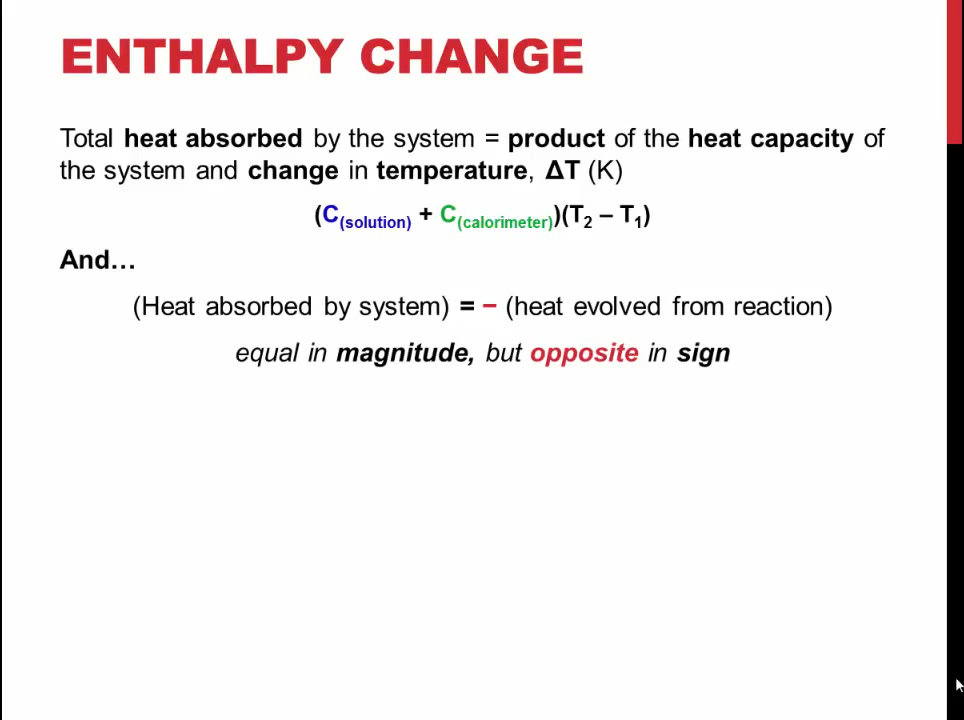 ENTHALPY CHANGE
Total heat absorbed by the system = product of the heat capacity of
the system and change in temperature, ΔT (K)
(C(solution) + C(calorimeter))(T2 – T1)
And…
(Heat absorbed by system) = − (heat evolved from reaction)
equal in magnitude, but opposite in sign